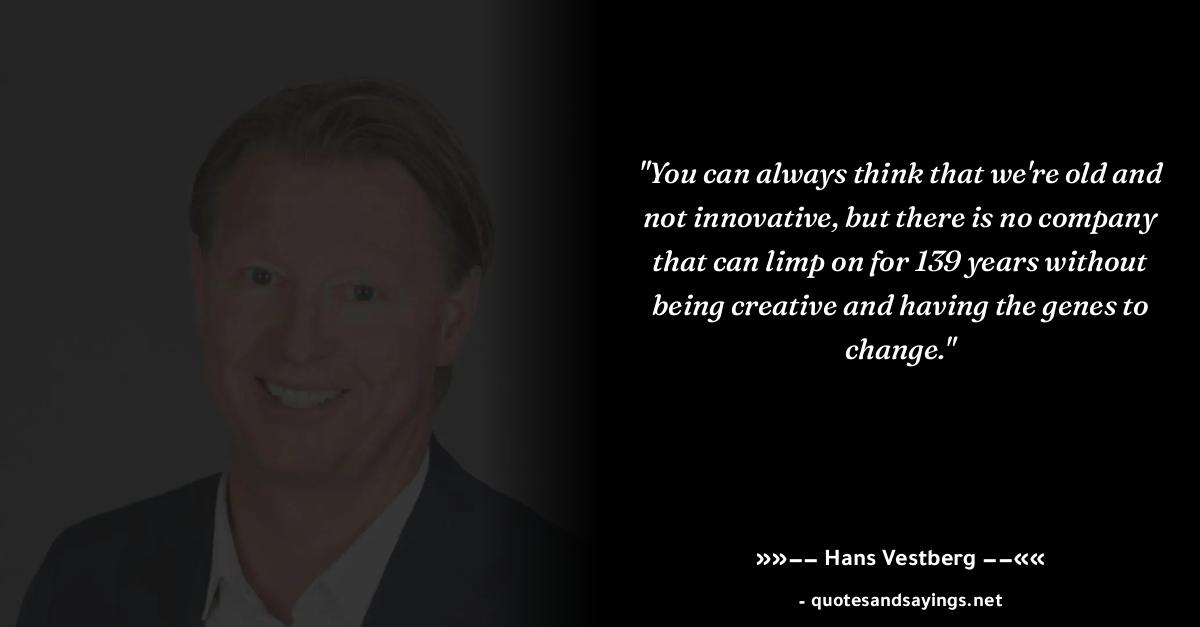 "You can always think that we're old and
not innovative, but there is no company
that can limp on for 139 years without
being creative and having the genes to
change."
»»–– Hans Vestberg ––««
- quotesandsayings.net